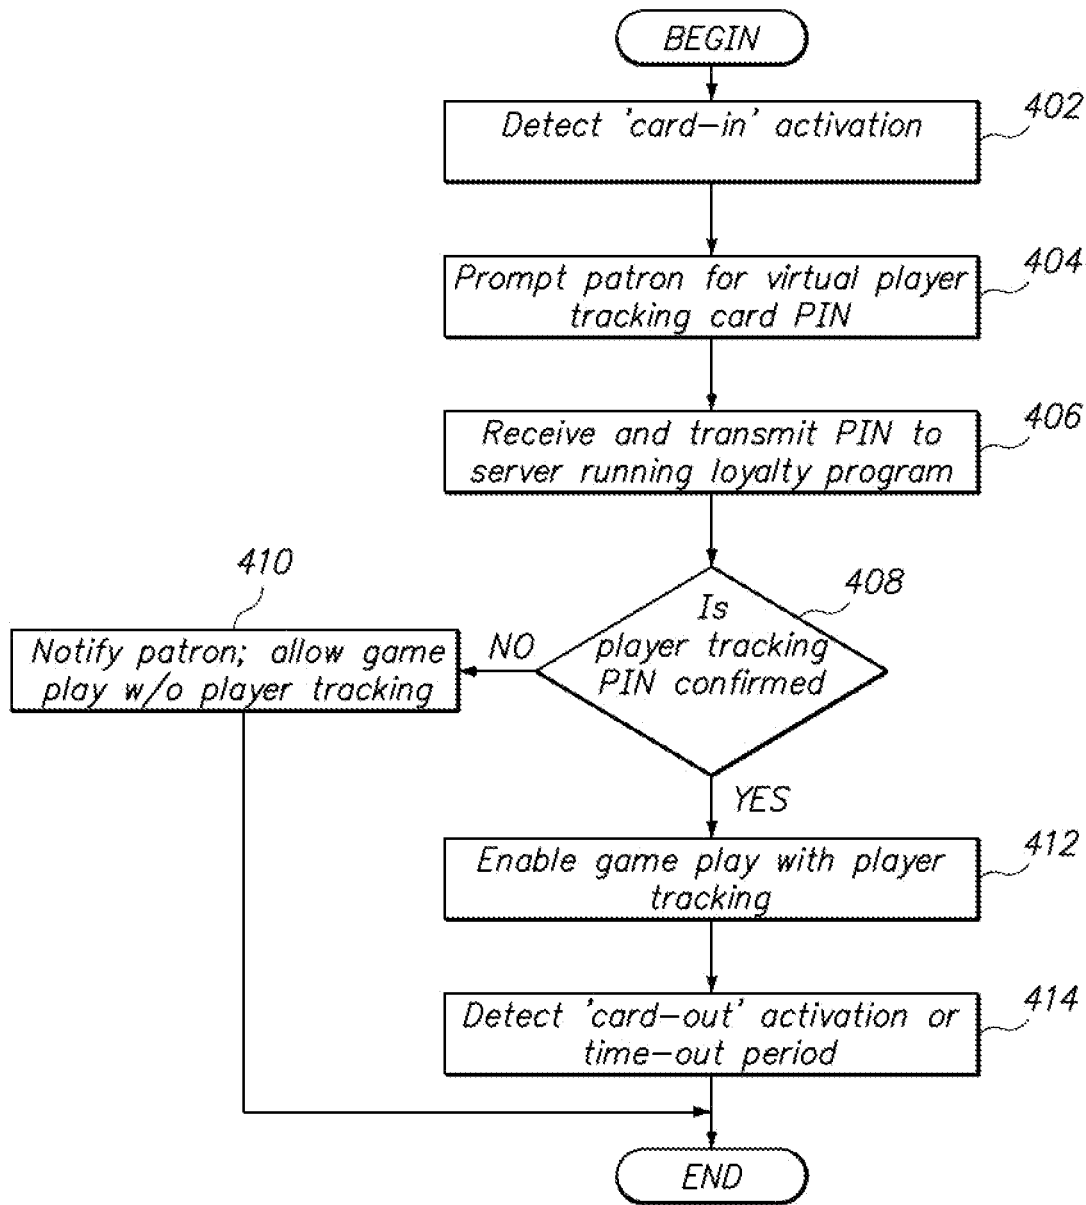 BEGIN
402
Detect 'card-in' activation
404
Prompt patron for virtual player
tracking card PIN
406
Receive and transmit PIN to
server running loyalty program
408
Is
player tracking
PIN confirmed
NO
410
Notify patron; allow game
play w/o player tracking
YES
412
Enable game play with player
tracking
414
Detect 'card-out' activation or
time-out period
END